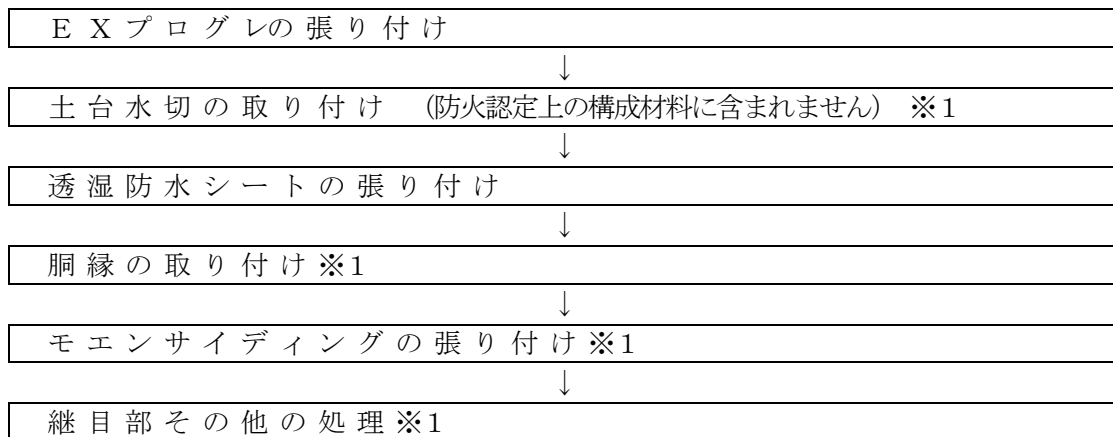 ＥＸプログレの張り付け
↓
土台水切の取り付け （防火認定上の構成材料に含まれません） ※1
↓
透湿防水シートの張り付け
↓
胴縁の取り付け※1
↓
モエンサイディングの張り付け※1
↓
継目部その他の処理※1